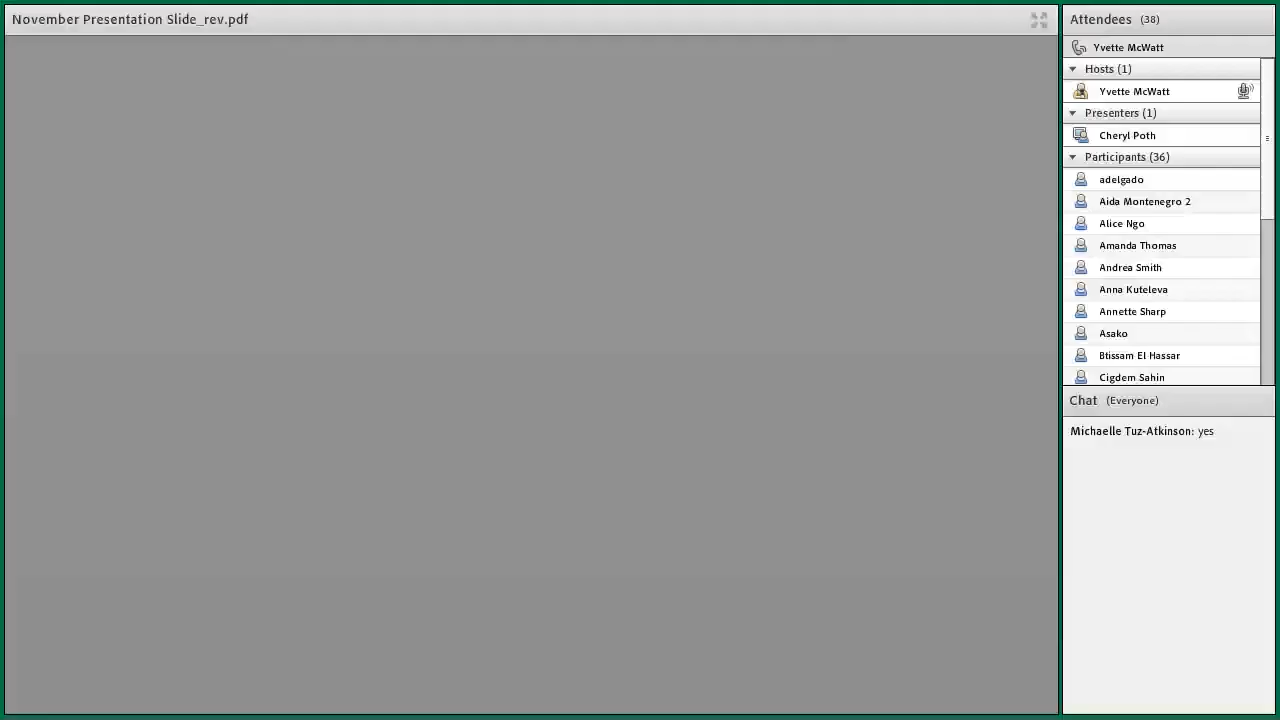 November Presentation Slide_rev.pdf
Attendees (38)
Yvette McWatt
Hosts (1)
Yvette McWatt
Presenters (1)
Cheryl Poth
Participants (36)
adelgado
Aida Montenegro 2
Alice Ngo
Amanda Thomas
Andrea Smith
Anna Kuteleva
Annette Sharp
Asako
Btissam El Hassar
Cigdem Sahin
Chat (Everyone)
Michaelle Tuz-Atkinson: yes